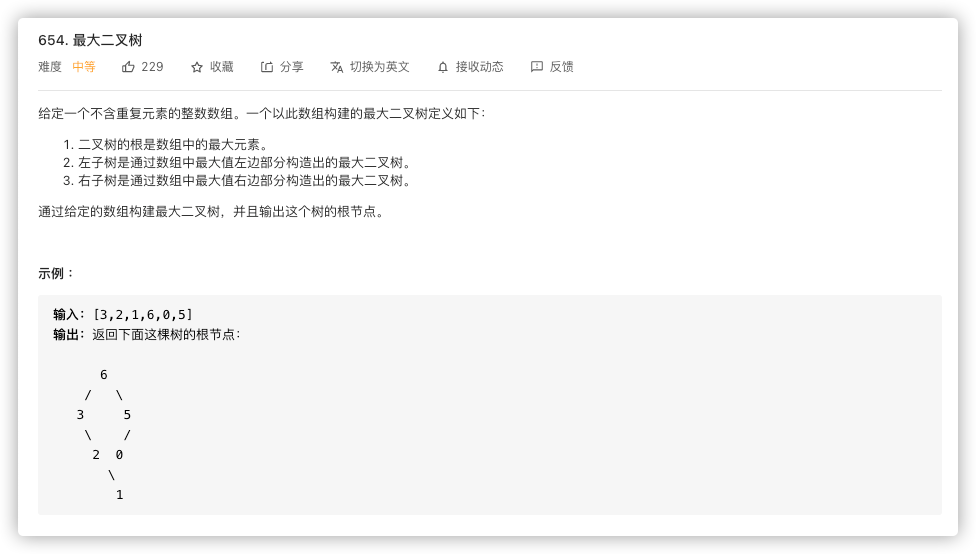 654. 最大二叉树
难度 中等 229 收藏 分享 切换为英文 接收动态 反馈
给定一个不含重复元素的整数数组。一个以此数组构建的最大二叉树定义如下：
1. 二叉树的根是数组中的最大元素。
2. 左子树是通过数组中最大值左边部分构造出的最大二叉树。
3. 右子树是通过数组中最大值右边部分构造出的最大二叉树。
通过给定的数组构建最大二叉树，并且输出这个树的根节点。
示例：
输入：[3,2,1,6,0,5]
输出：返回下面这棵树的根节点：
6
/ \
3 5
\ /
2 0
\
1